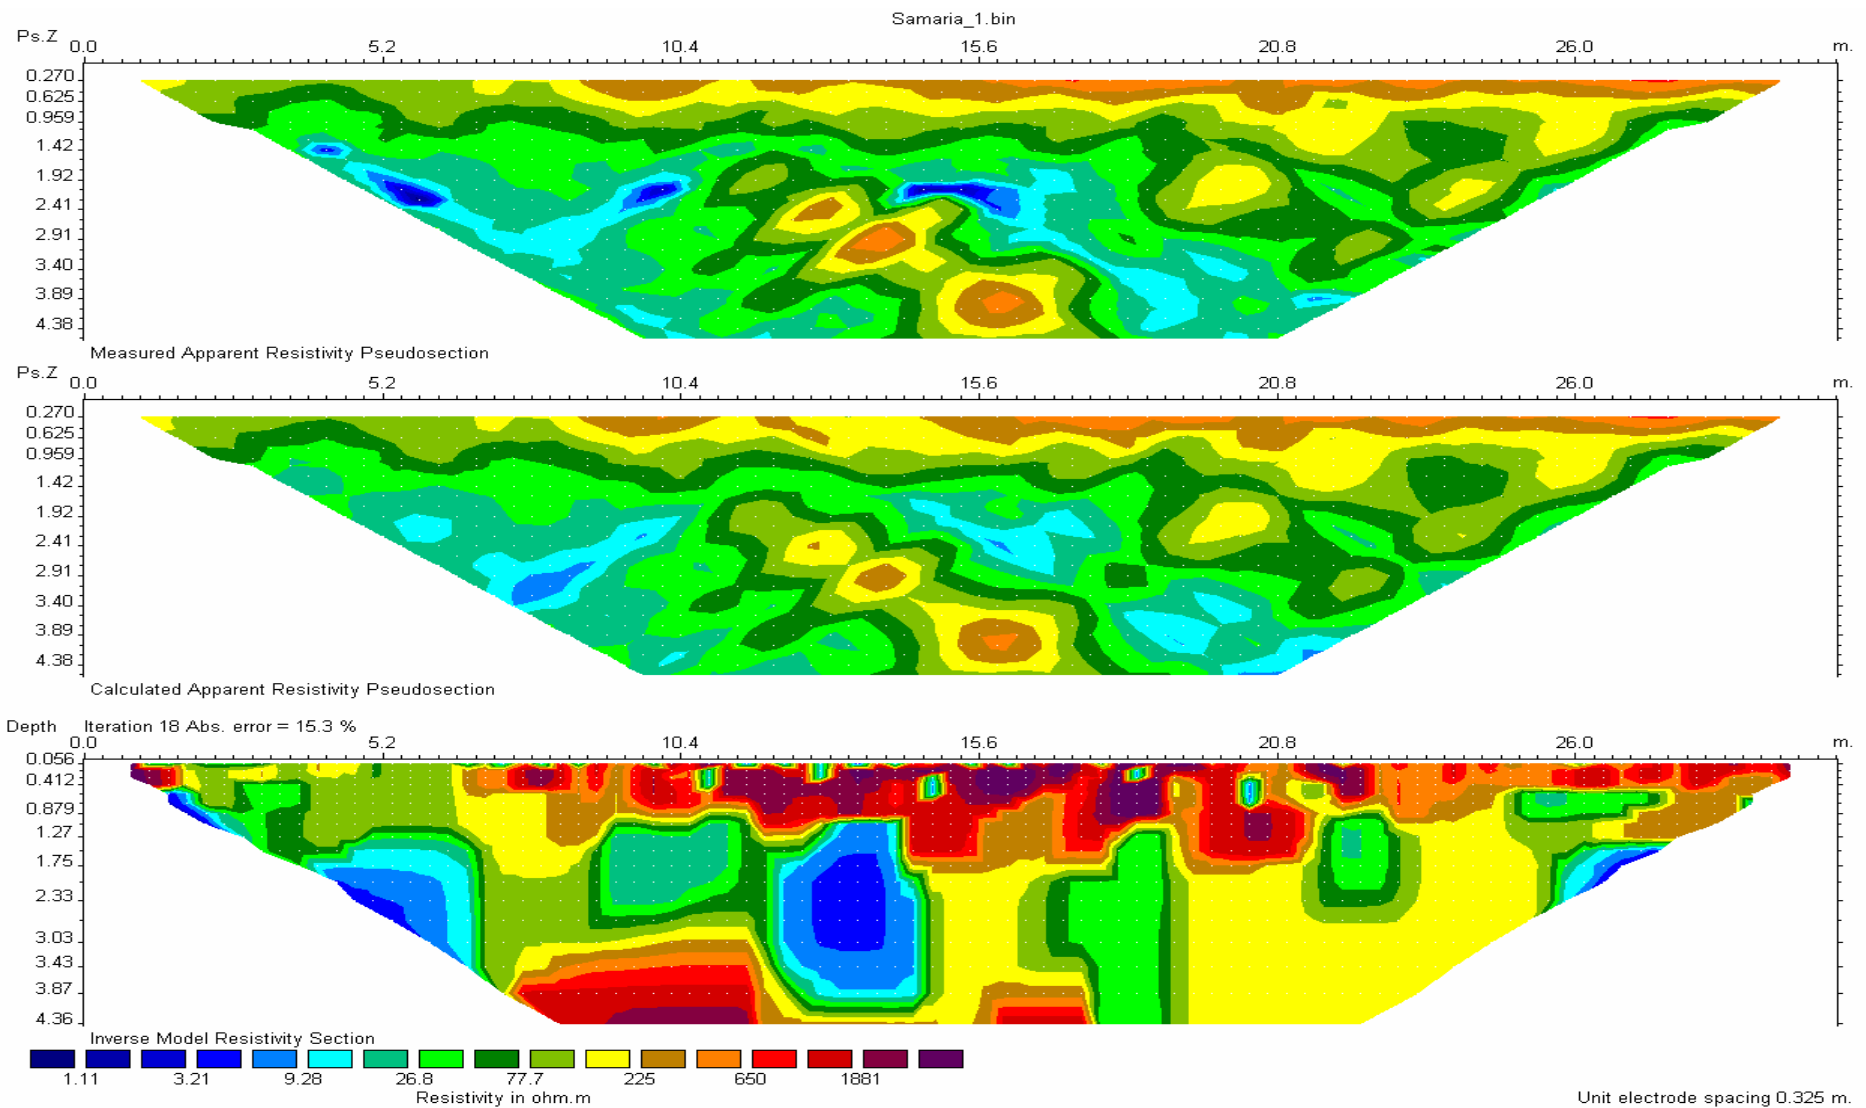 Samaria_1.bin
Ps.Z 0.0 5.2 10.4 15.6 20.8 26.0 m.
0.270
0.625
0.959
1.42
1.92
2.41
2.91
3.40
3.89
4.38
Measured Apparent Resistivity Pseudosection
Ps.Z 0.0 5.2 10.4 15.6 20.8 26.0 m.
0.270
0.625
0.959
1.42
1.92
2.41
2.91
3.40
3.89
4.38
Calculated Apparent Resistivity Pseudosection
Depth Iteration 18 Abs. error = 15.3 %
0.0 5.2 10.4 15.6 20.8 26.0 m.
0.056
0.412
0.879
1.27
1.75
2.33
3.03
3.43
3.87
4.36
Inverse Model Resistivity Section
1.11 3.21 9.28 26.8 77.7 225 650 1881
Resistivity in ohm.m
Unit electrode spacing 0.325 m.